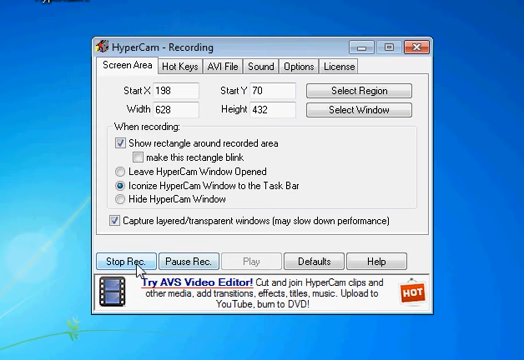 HyperCam - Recording
Screen Area Hot Keys AVI File Sound Options License
Start X 198 Start Y 70 Select Region
Width 628 Height 432 Select Window
When recording:
Show rectangle around recorded area
make this rectangle blink
Leave HyperCam Window Opened
Iconize HyperCam Window to the Task Bar
Hide HyperCam Window
Capture layered/transparent windows (may slow down performance)
Stop Rec. Pause Rec. Play Defaults Help
Try AVS Video Editor! Cut and join HyperCam clips and
other media, add transitions, effects, titles, music. Upload to
YouTube, burn to DVD!
HOT